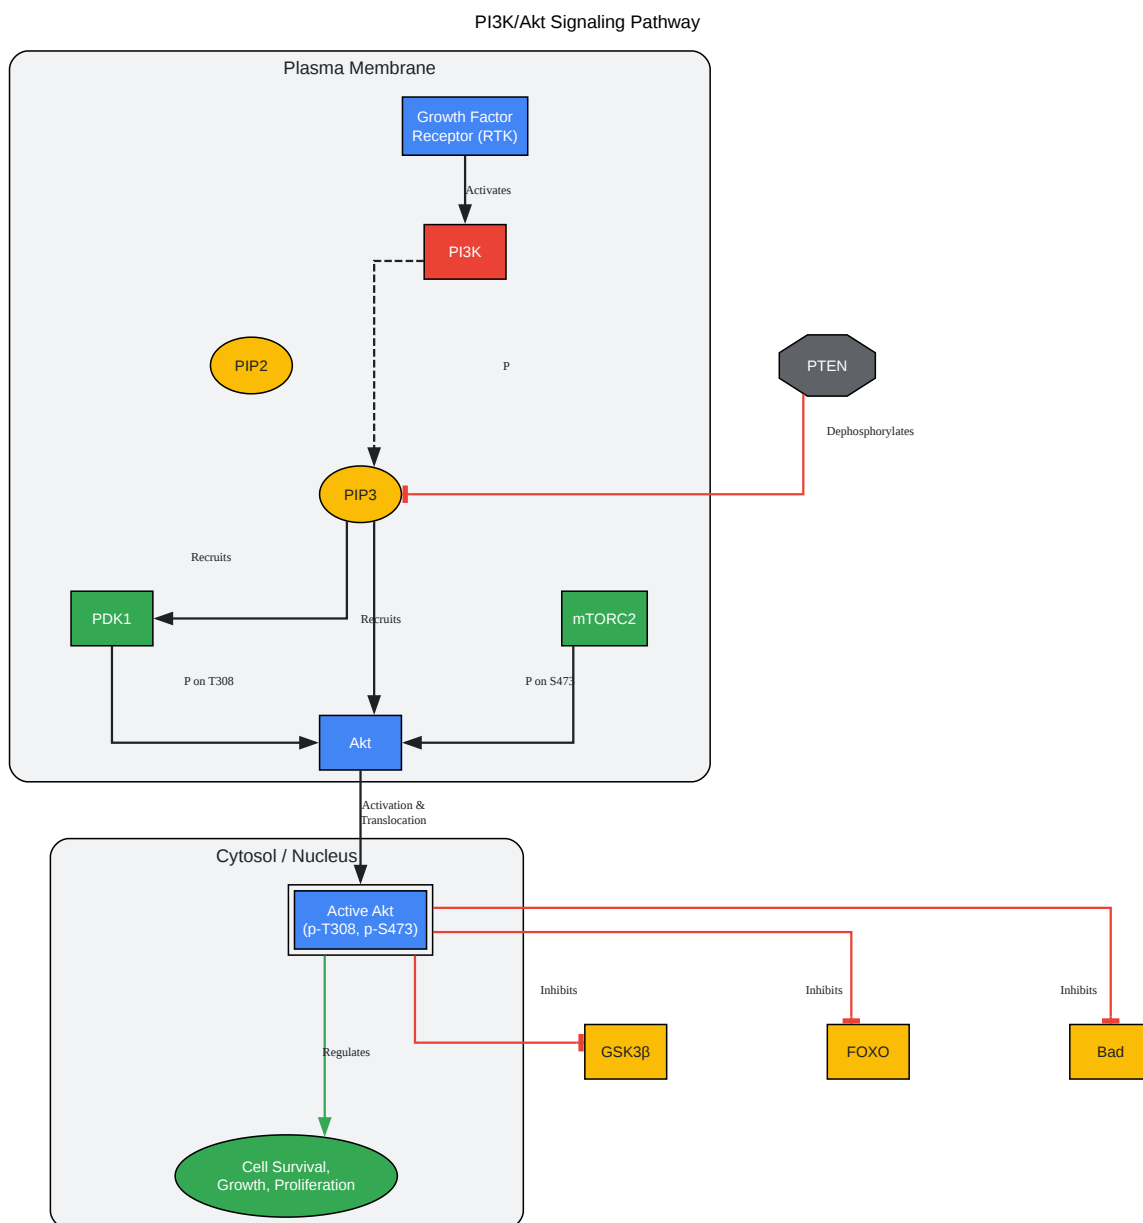 PI3K/Akt Signaling Pathway
Plasma Membrane
Growth Factor
Receptor (RTK)
Activates
PI3K
PIP2
P
PTEN
Dephosphorylates
PIP3
Recruits
PDK1
Recruits
mTORC2
P on T308
P on S473
Akt
Activation &
Translocation
Cytosol / Nucleus
Active Akt
(p-T308, p-S473)
Inhibits
Inhibits
Inhibits
Regulates
GSK3β
FOXO
Bad
Cell Survival,
Growth, Proliferation